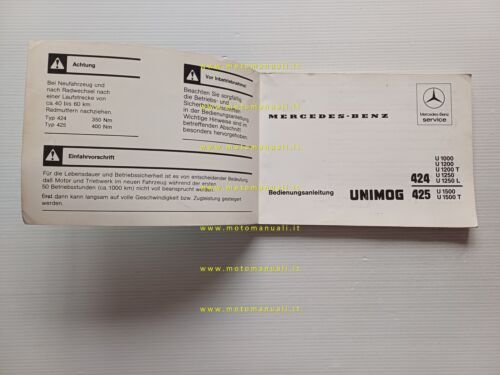 Achtung
Bei Neufahrzeug und
nach Radwechsel nach
einer Laufstrecke von
ca 40 bis 60 km
Radmuttern nachziehen.
Typ 424 350 Nm
Typ 425 400 Nm
Vor Inbetriebnahme!
Beachten Sie sorgfältig
die Betriebs- und
Sicherheits
in der Bedienungsanleitung
Wichtige Hinweise sind im
betreffenden Abschnitt
besonders hervorgehoben.
Einfahrvorschrift
Für die Lebensdauer und Betriebssicherheit ist es von entscheidender Bedeutung
daß Motor und Triebwerk im neuen Fahrzeug während der ersten
50 Betriebsstunden (ca. 1000 km) nicht voll beansprucht werden.
Erst dann kann langsam auf volle Geschwindigkeit bzw. Zugleistung gesteigert
werden.
MERCEDES-BENZ
Mercedes-Benz
service
Bedienungsanleitung
UNIMOG
424
U 1000
U 1200
U 1200 T
U 1250
U 1250 L
425
U 1500
U 1500 T
www.motomanuali.it
www.motomanuali.it
www.motomanuali.it
www.motomanuali.it
www.motomanuali.it